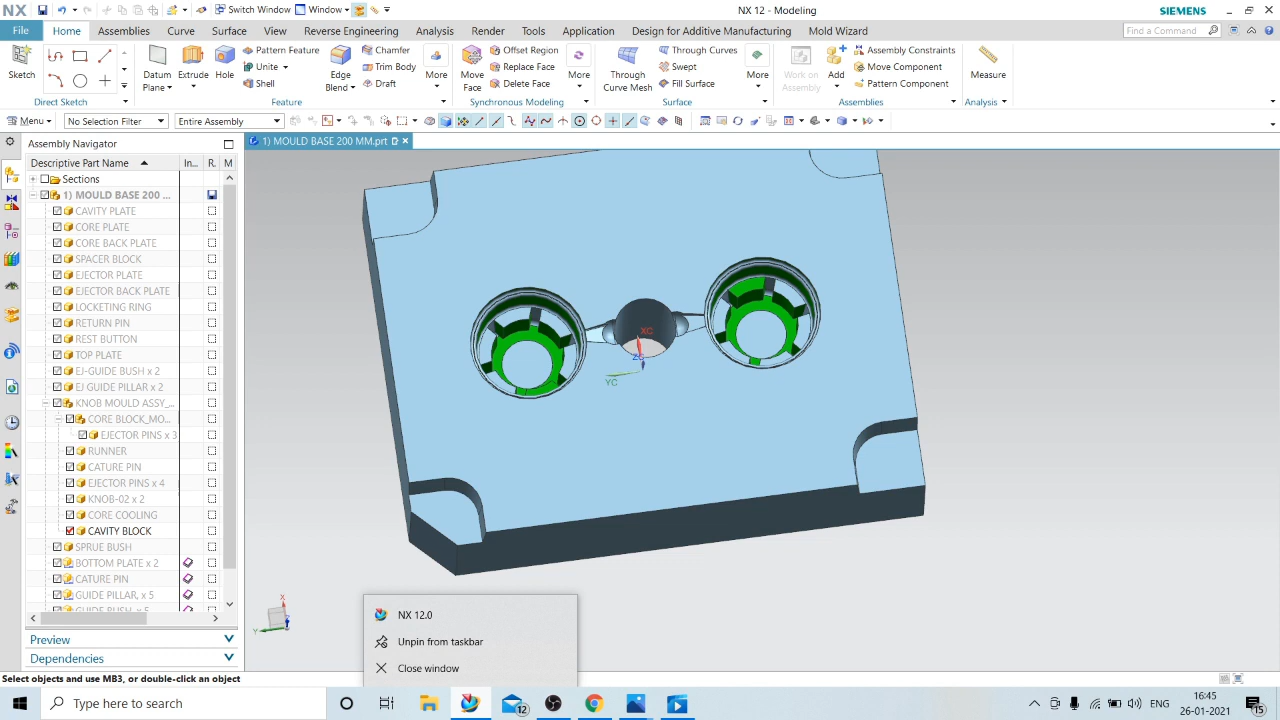 NX Switch Window Window NX 12 - Modeling SIEMENS
File Home Assemblies Curve Surface View Reverse Engineering Analysis Render Tools Application Design for Additive Manufacturing Mold Wizard Find a Command
Sketch Datum Plane Extrude Hole Pattern Feature Unite Shell Edge Blend Chamfer Trim Body Draft More Move Face Offset Region Replace Face Delete Face More Through Curve Mesh Through Curves Swept Fill Surface More Work on Assembly Add Assembly Constraints Move Component Pattern Component Measure
Direct Sketch Feature Synchronous Modeling Surface Assemblies Analysis
Menu No Selection Filter Entire Assembly
Assembly Navigator 1) MOULD BASE 200 MM.prt
Descriptive Part Name In... R. M
Sections
1) MOULD BASE 200 ...
CAVITY PLATE
CORE PLATE
CORE BACK PLATE
SPACER BLOCK
EJECTOR PLATE
EJECTOR BACK PLATE
LOCKETING RING
RETURN PIN
REST BUTTON
TOP PLATE
EJ-GUIDE BUSH x 2
EJ GUIDE PILLAR x 2
KNOB MOULD ASSY_...
CORE BLOCK_MO...
EJECTOR PINS x 3
RUNNER
CATURE PIN
EJECTOR PINS x 4
KNOB-02 x 2
CORE COOLING
CAVITY BLOCK
SPRUE BUSH
BOTTOM PLATE x 2
CATURE PIN
GUIDE PILLAR, x 5
GUIDE BUSH, x 5
XC
ZC
YC
X
Y
Preview
Dependencies
NX 12.0
Unpin from taskbar
Close window
Select objects and use MB3, or double-click an object
Type here to search 12 ENG 16:45 26-01-2021 15